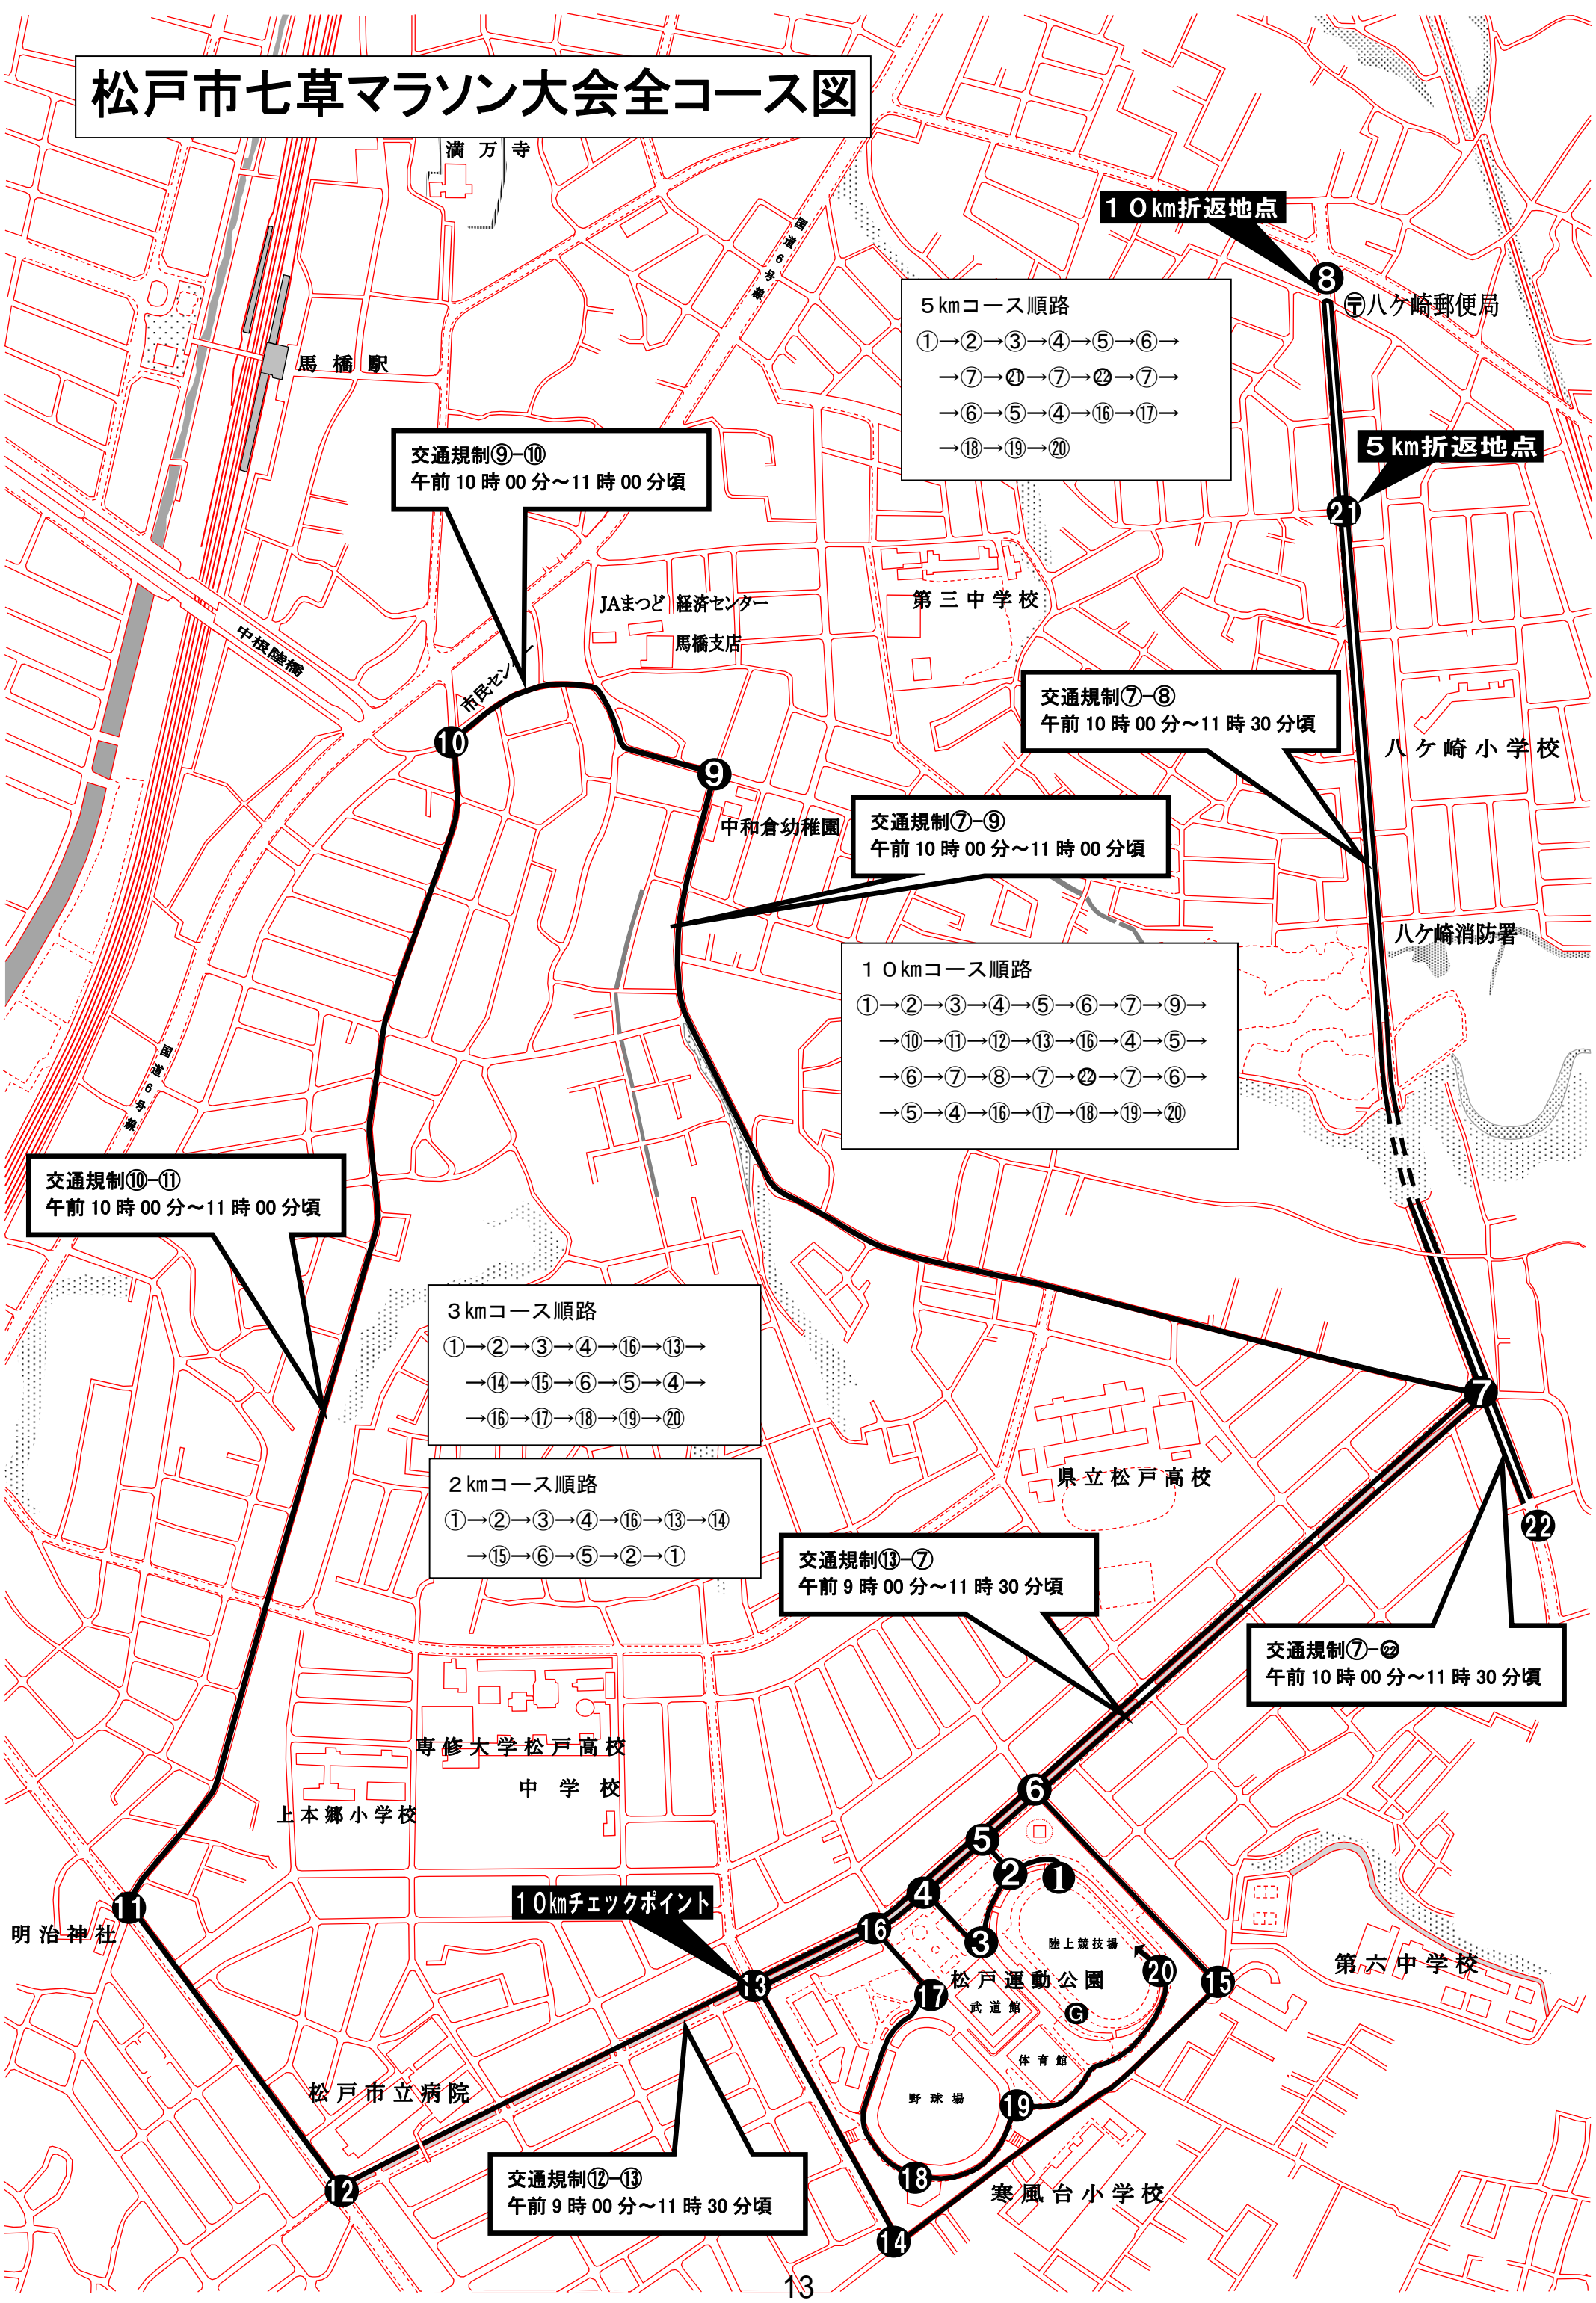 松戸市七草マラソン大会全コース図
満万寺
国道6号線
10km折返地点
8
〒八ケ崎郵便局
5kmコース順路
①→②→③→④→⑤→⑥→
→⑦→㉑→⑦→㉒→⑦→
→⑥→⑤→④→⑯→⑰→
→⑱→⑲→⑳
馬橋駅
5km折返地点
21
交通規制⑨-⑩
午前10時00分～11時00分頃
JAまつど 経済センター
馬橋支店
第三中学校
中根陸橋
市民セン
交通規制⑦-⑧
午前10時00分～11時30分頃
八ケ崎小学校
10
9
中和倉幼稚園
交通規制⑦-⑨
午前10時00分～11時00分頃
八ケ崎消防署
10kmコース順路
①→②→③→④→⑤→⑥→⑦→⑨→
→⑩→⑪→⑫→⑬→⑯→④→⑤→
→⑥→⑦→⑧→⑦→㉒→⑦→⑥→
→⑤→④→⑯→⑰→⑱→⑲→⑳
国道6号線
交通規制⑩-⑪
午前10時00分～11時00分頃
3kmコース順路
①→②→③→④→⑯→⑬→
→⑭→⑮→⑥→⑤→④→
→⑯→⑰→⑱→⑲→⑳
7
2kmコース順路
①→②→③→④→⑯→⑬→⑭
→⑮→⑥→⑤→②→①
県立松戸高校
22
交通規制⑬-⑦
午前9時00分～11時30分頃
交通規制⑦-㉒
午前10時00分～11時30分頃
専修大学松戸高校
中学校
上本郷小学校
6
5
2
1
4
10kmチェックポイント
11
明治神社
16
3
陸上競技場
20
第六中学校
13
17
松戸運動公園
15
武道館
G
体育館
松戸市立病院
野球場
19
12
18
交通規制⑫-⑬
午前9時00分～11時30分頃
寒風台小学校
14
13